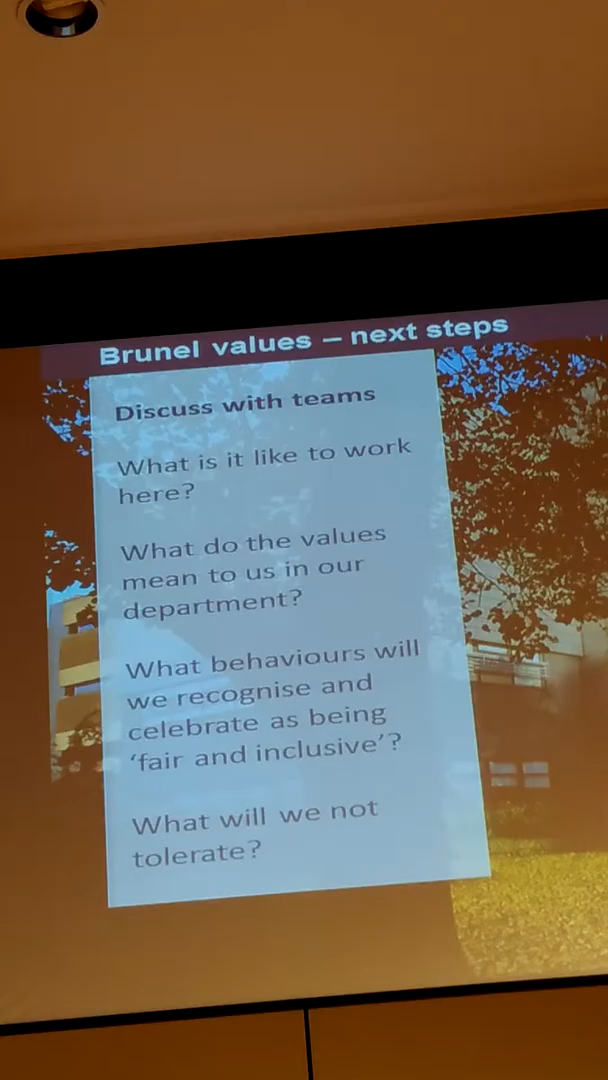 Brunel values – next steps
Discuss with teams
What is it like to work
here?
What do the values
mean to us in our
department?
What behaviours will
we recognise and
celebrate as being
‘fair and inclusive’?
What will we not
tolerate?